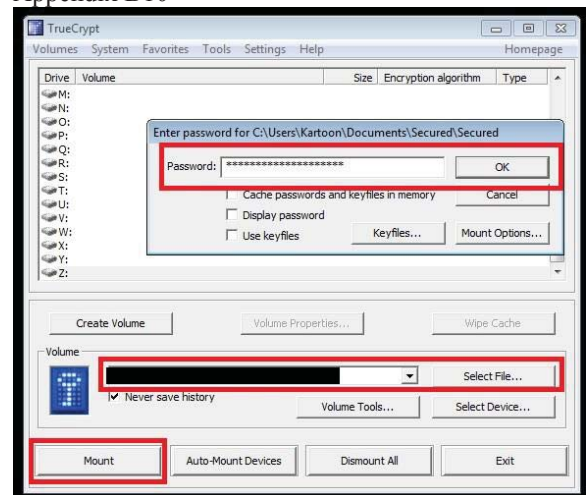 TrueCrypt
Volumes System Favorites Tools Settings Help Homepage
Drive Volume Size Encryption algorithm Type
M:
N:
O:
P:
Q:
R:
S:
T:
U:
V:
W:
X:
Y:
Z:
Enter password for C:\Users\Kartoon\Documents\Secured\Secured
Password: ******************** OK
Cache passwords and keyfiles in memory Cancel
Display password
Use keyfiles Keyfiles... Mount Options...
Create Volume Volume Properties... Wipe Cache
Volume
Select File...
Never save history Volume Tools... Select Device...
Mount Auto-Mount Devices Dismount All Exit